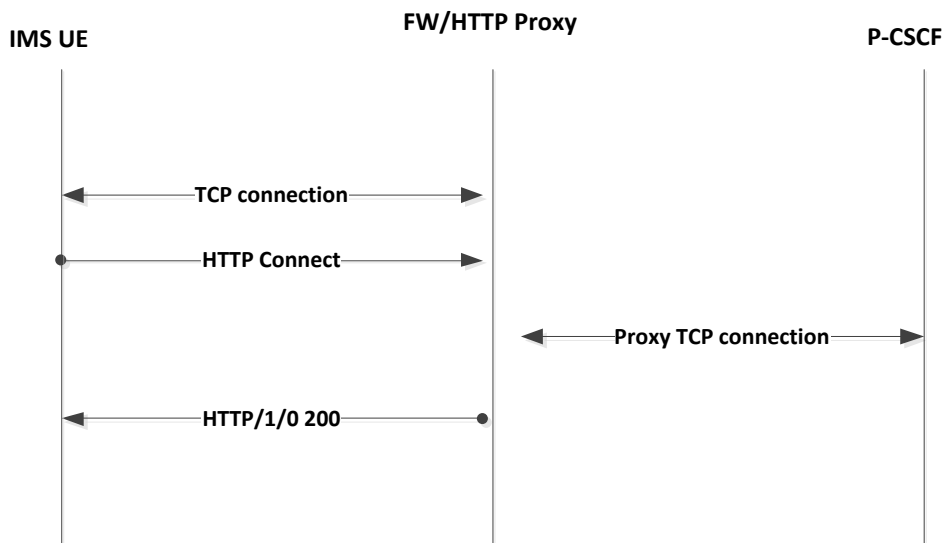 IMS UE
FW/HTTP Proxy
P-CSCF
TCP connection
HTTP Connect
Proxy TCP connection
HTTP/1/0 200